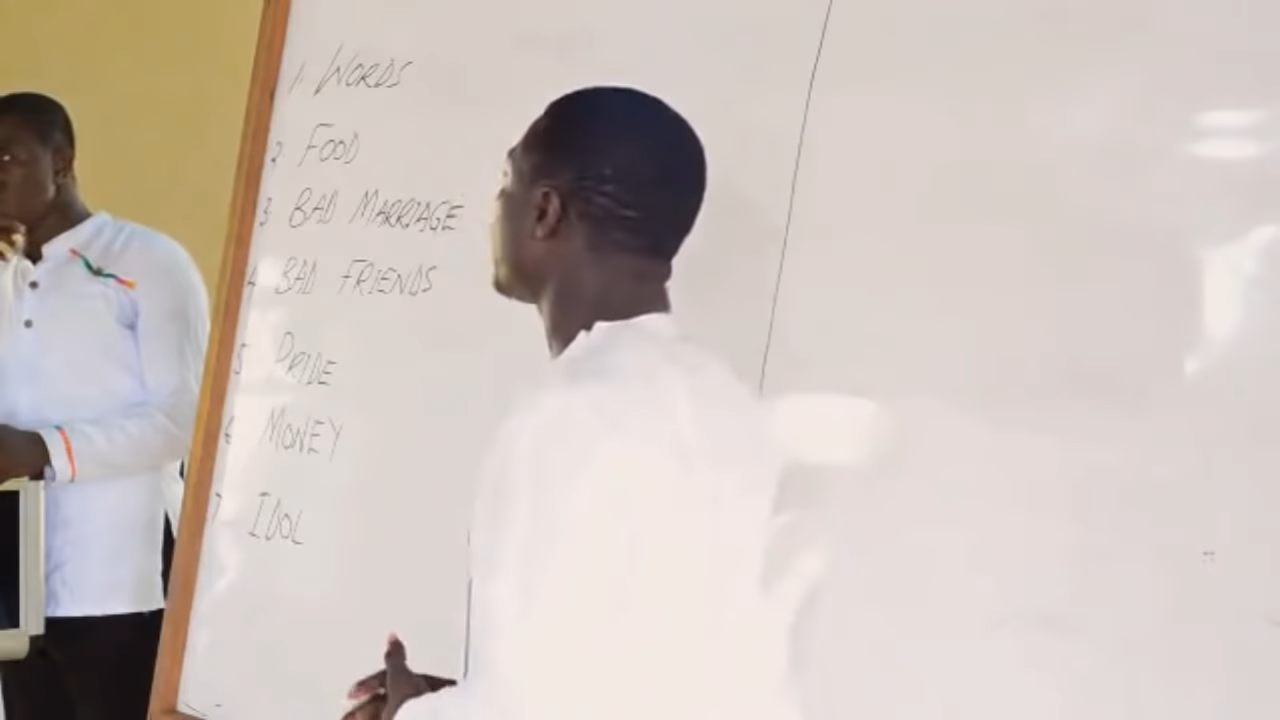 1. WORDS
2 FOOD
3 BAD MARRIAGE
4 BAD FRIENDS
5 PRIDE
6 MONEY
7 IDOL